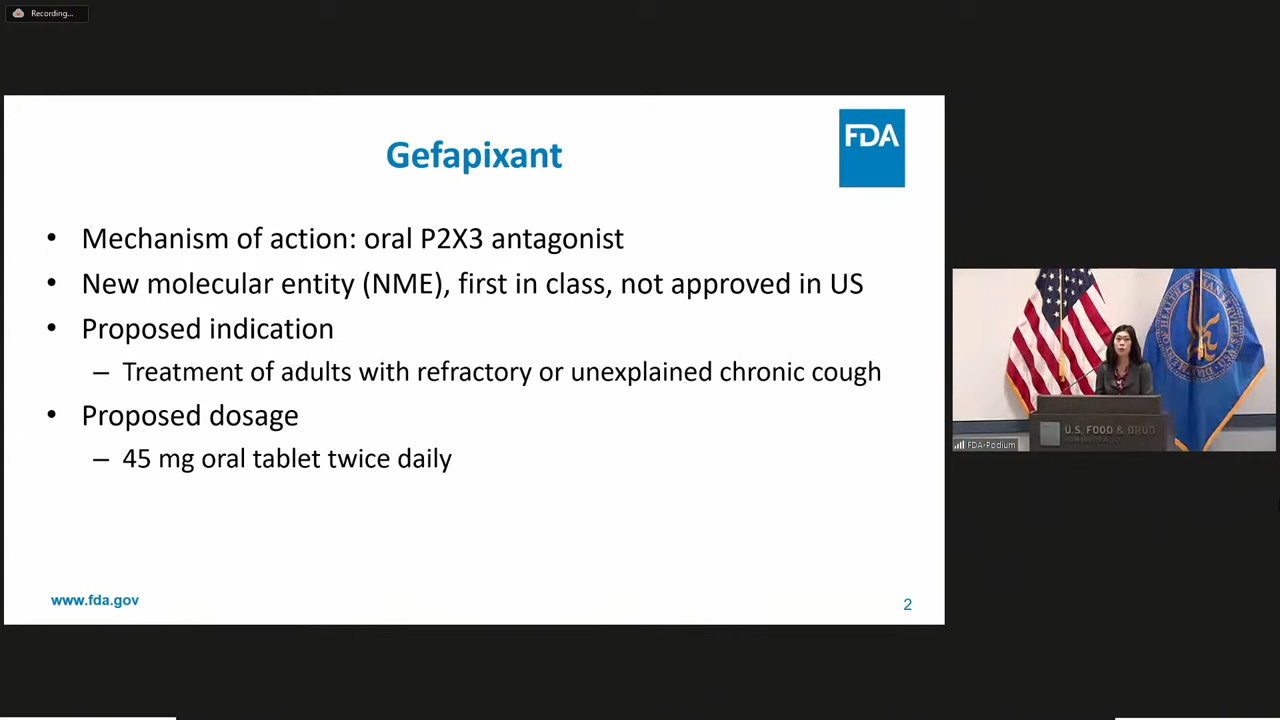 Recording...
Gefapixant
FDA
• Mechanism of action: oral P2X3 antagonist
• New molecular entity (NME), first in class, not approved in US
• Proposed indication
– Treatment of adults with refractory or unexplained chronic cough
• Proposed dosage
– 45 mg oral tablet twice daily
www.fda.gov
2
U.S. FOOD & DRUG
FDA-Podium